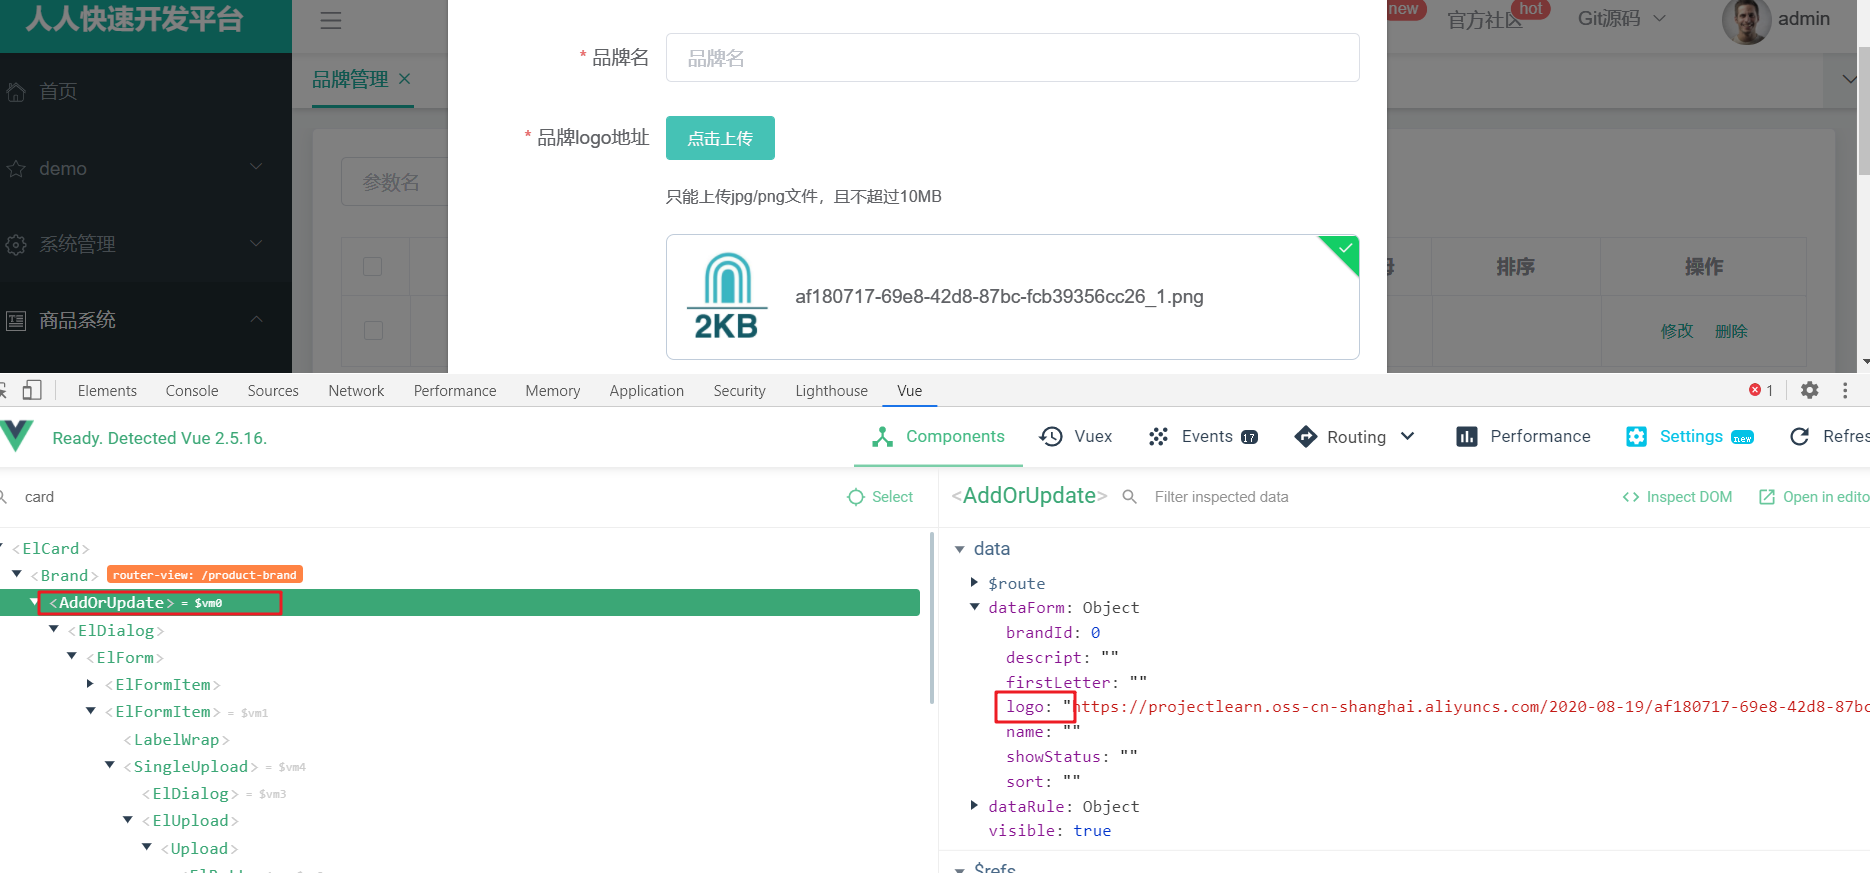 人人快速开发平台
new
官方社区
hot
Git源码
admin
首页
demo
系统管理
商品系统
品牌管理 ×
参数名
* 品牌名
品牌名
* 品牌logo地址
点击上传
只能上传jpg/png文件，且不超过10MB
2KB
af180717-69e8-42d8-87bc-fcb39356cc26_1.png
排序
操作
修改 删除
Elements Console Sources Network Performance Memory Application Security Lighthouse Vue 1
Ready. Detected Vue 2.5.16.
Components Vuex Events 17 Routing Performance Settings new Refres
card
Select
<AddOrUpdate> Filter inspected data
Inspect DOM Open in edito
<ElCard>
<Brand> router-view: /product-brand
<AddOrUpdate> = $vm0
<ElDialog>
<ElForm>
<ElFormItem>
<ElFormItem> = $vm1
<LabelWrap>
<SingleUpload> = $vm4
<ElDialog> = $vm3
<ElUpload>
<Upload>
data
$route
dataForm: Object
brandId: 0
descript: ""
firstLetter: ""
logo: "https://projectlearn.oss-cn-shanghai.aliyuncs.com/2020-08-19/af180717-69e8-42d8-87bc
name: ""
showStatus: ""
sort: ""
dataRule: Object
visible: true
$refs